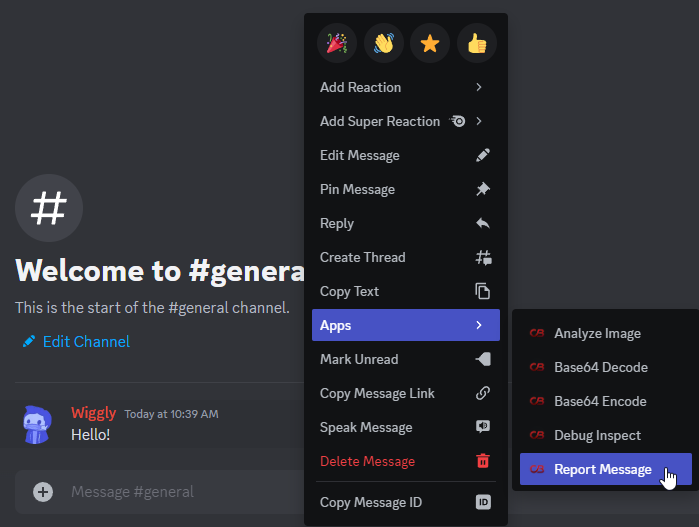 Add Reaction
Add Super Reaction
Edit Message
Pin Message
Reply
Create Thread
Copy Text
Apps
Mark Unread
Copy Message Link
Speak Message
Delete Message
Copy Message ID
ID
Analyze Image
Base64 Decode
Base64 Encode
Debug Inspect
Report Message
#
Welcome to #genera
This is the start of the #general channel.
Edit Channel
Wiggly Today at 10:39 AM
Hello!
Message #general